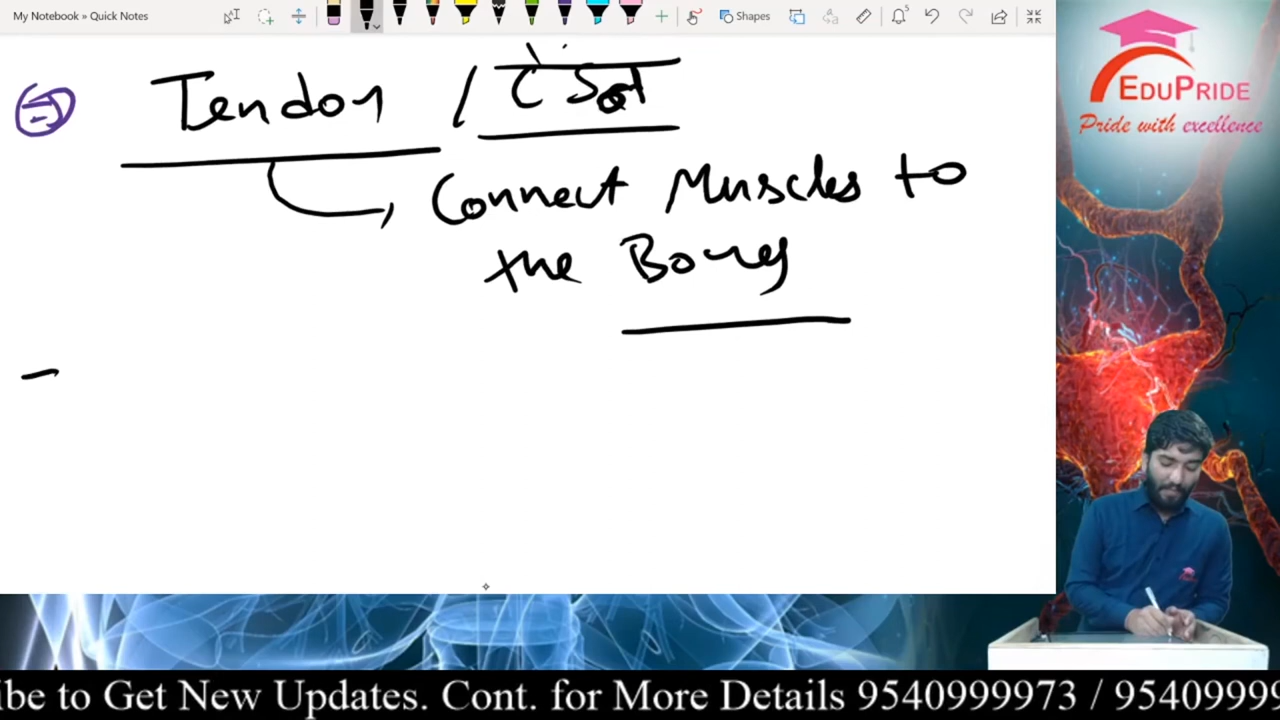 My Notebook » Quick Notes
Shapes
EDUPRIDE
Pride with excellence
Tendon /
Connect Muscles to
the Bones
ibe to Get New Updates. Cont. for More Details 9540999973 / 95409999